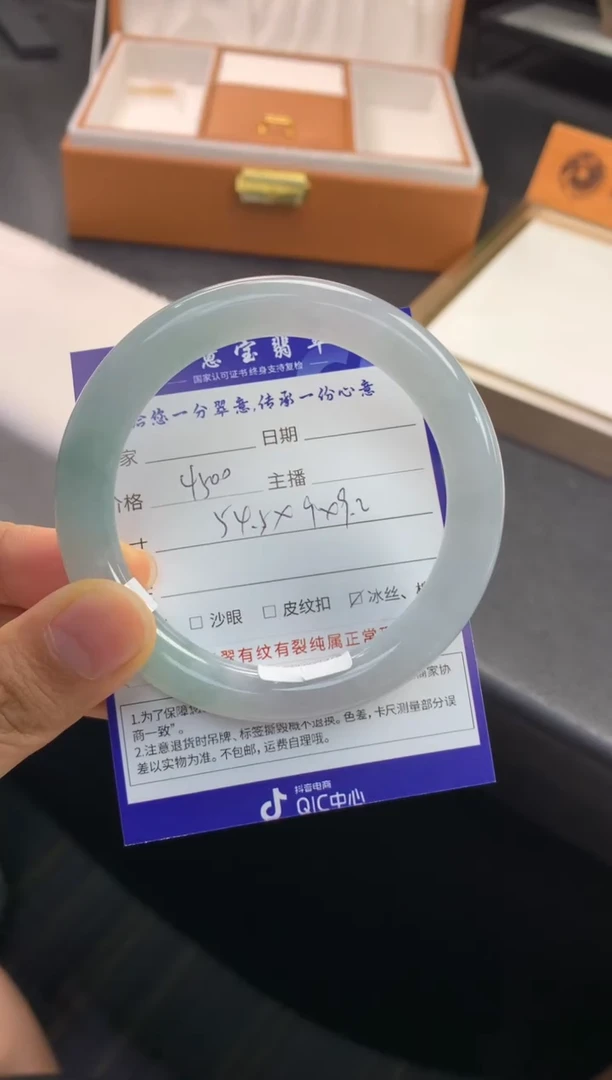 宝翡
国家认可证书 终身支持复检
给您一分翠意,传承一份心意
家 日期
价格 4500 主播
54.5×9×9.2
□ 沙眼 □ 皮纹扣 ☑ 冰丝、
翠有纹有裂纯属正常
1.为了保障
商一致”。
2.注意退货时吊牌、标签撕毁概不退换。色差,卡尺测量部分误
差以实物为准。不包邮,运费自理哦。
抖音电商
QIC中心